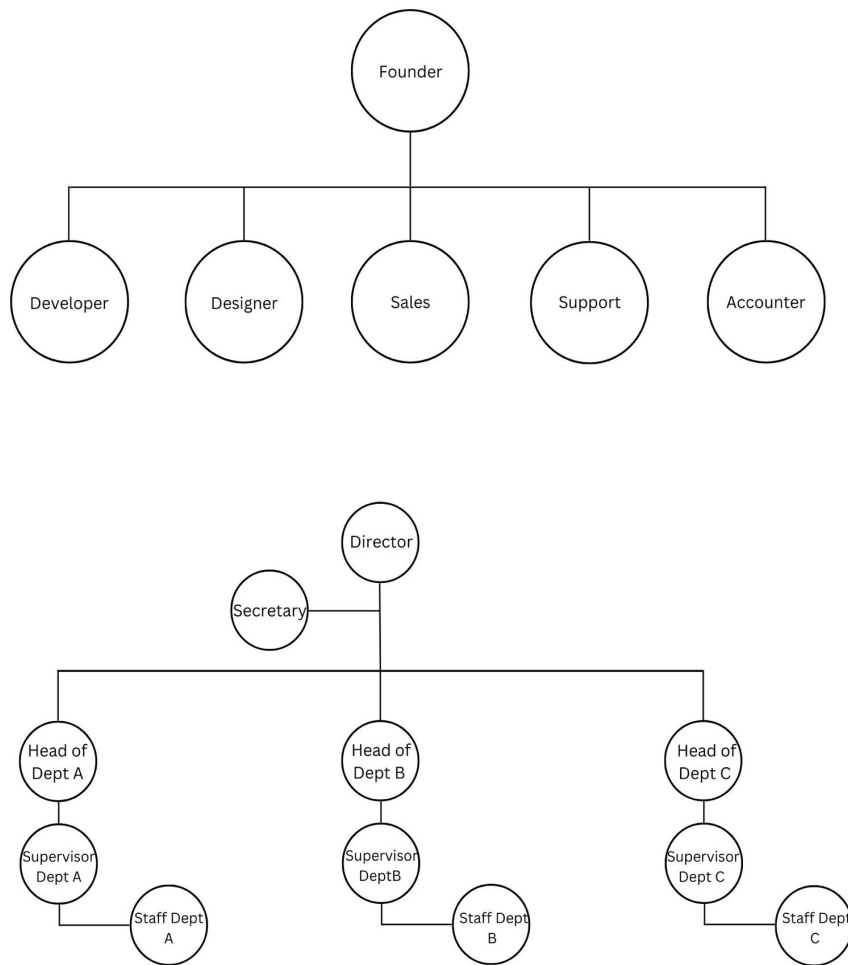 Founder
Developer
Designer
Sales
Support
Accounter
Director
Secretary
Head of
Dept A
Head of
Dept B
Head of
Dept C
Supervisor
Dept A
Supervisor
DeptB
Supervisor
Dept C
Staff Dept
A
Staff Dept
B
Staff Dept
C